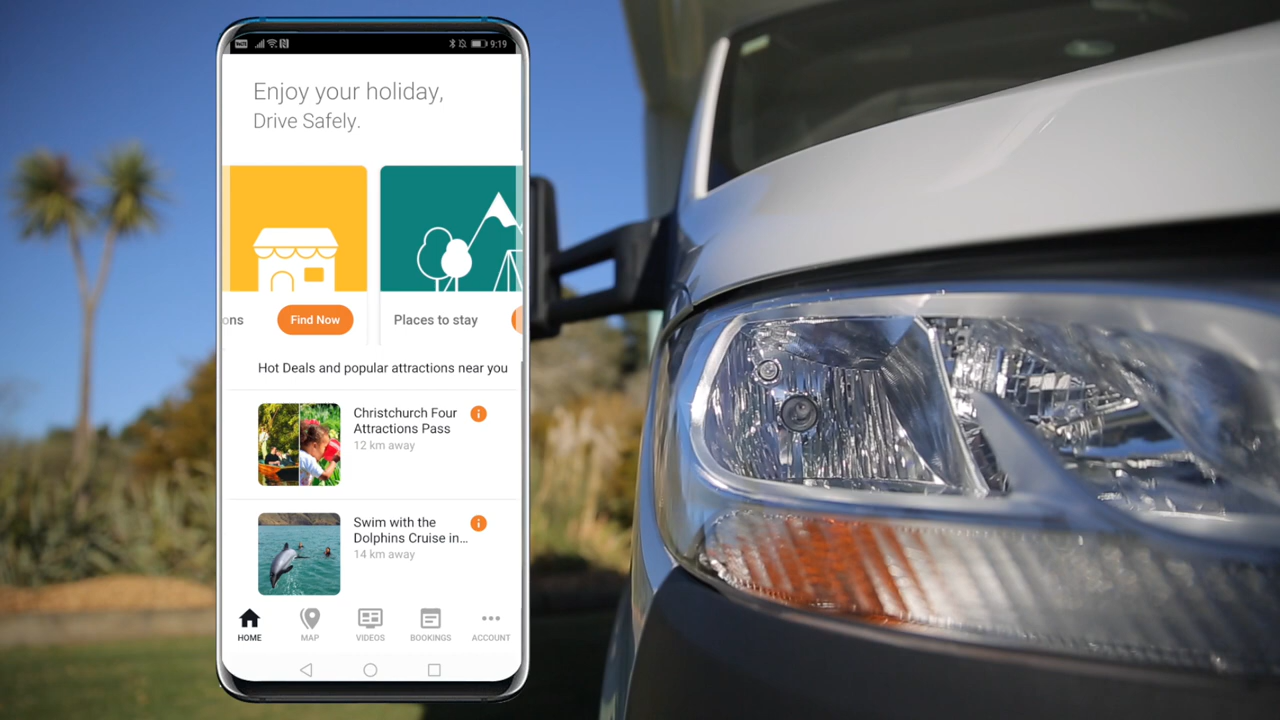 9:19
Enjoy your holiday,
Drive Safely.
ons
Find Now
Places to stay
Hot Deals and popular attractions near you
Christchurch Four
Attractions Pass
12 km away
Swim with the
Dolphins Cruise in...
14 km away
HOME
MAP
VIDEOS
BOOKINGS
ACCOUNT